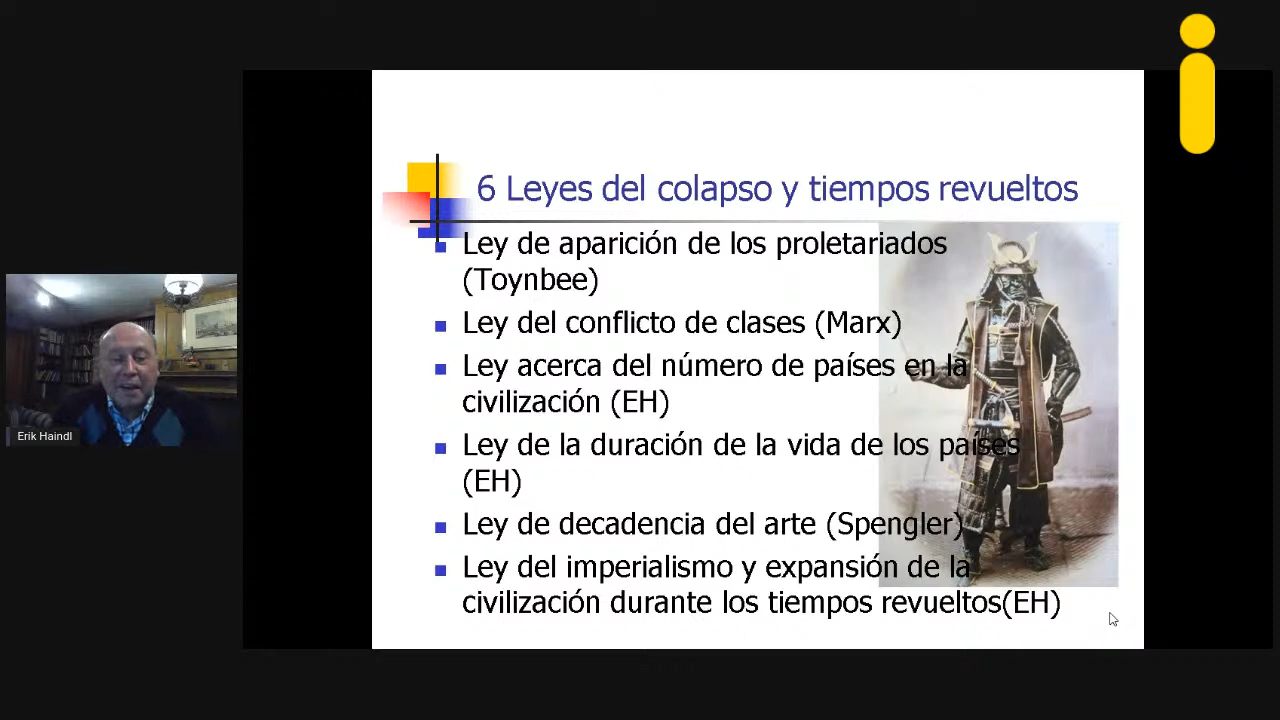 6 Leyes del colapso y tiempos revueltos
Ley de aparición de los proletariados
(Toynbee)
Ley del conflicto de clases (Marx)
Ley acerca del número de países en la
civilización (EH)
Ley de la duración de la vida de los países
(EH)
Ley de decadencia del arte (Spengler)
Ley del imperialismo y expansión de la
civilización durante los tiempos revueltos(EH)
Erik Haindl